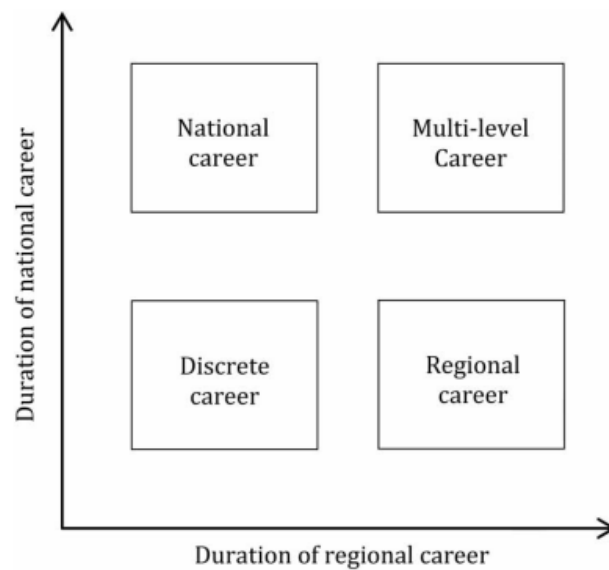 Duration of national career
National
career
Multi-level
Career
Discrete
career
Regional
career
Duration of regional career